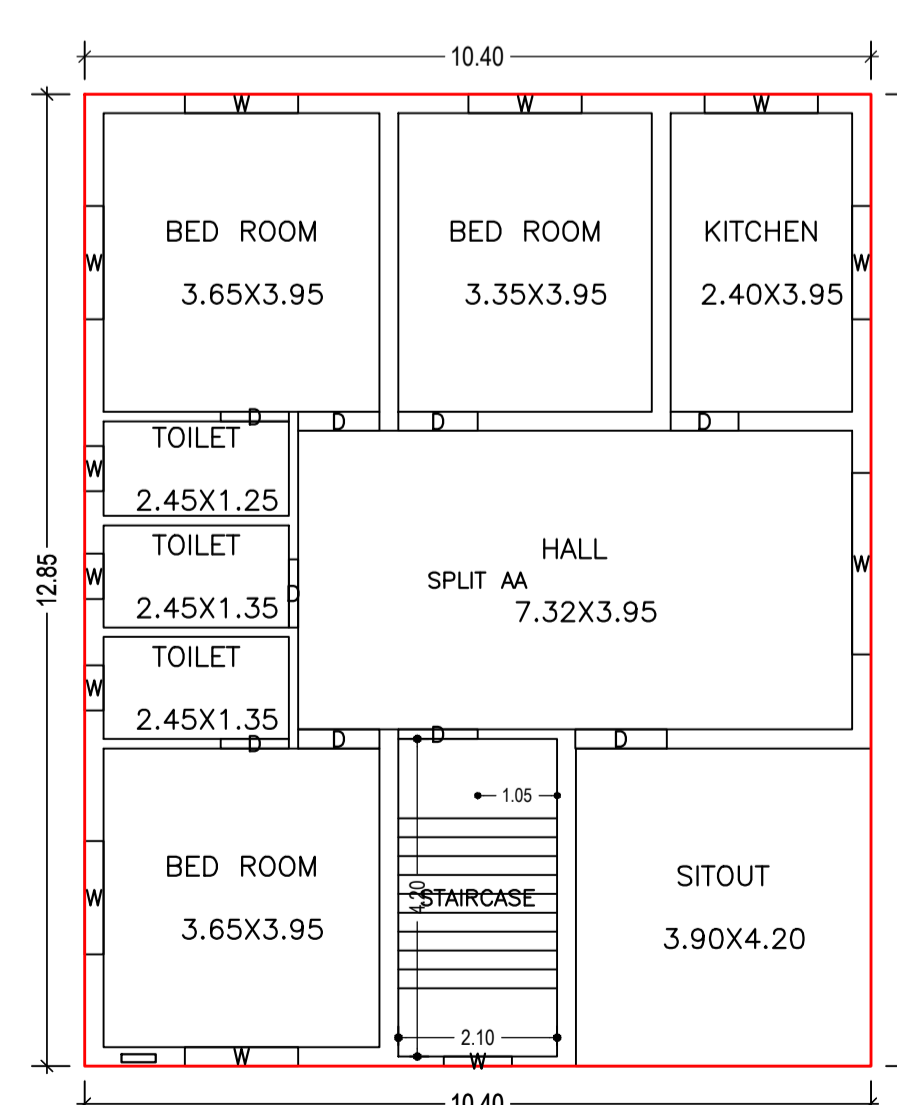 10.40
W W W
BED ROOM
3.65X3.95
BED ROOM
3.35X3.95
KITCHEN
2.40X3.95
W
W
D
D
D
D
TOILET
2.45X1.25
W
TOILET
2.45X1.35
W
D
HALL
SPLIT AA
7.32X3.95
W
12.85
TOILET
2.45X1.35
W
D
D
D
D
1.05
BED ROOM
3.65X3.95
W
4.20
STAIRCASE
SITOUT
3.90X4.20
2.10
W
W
10.40